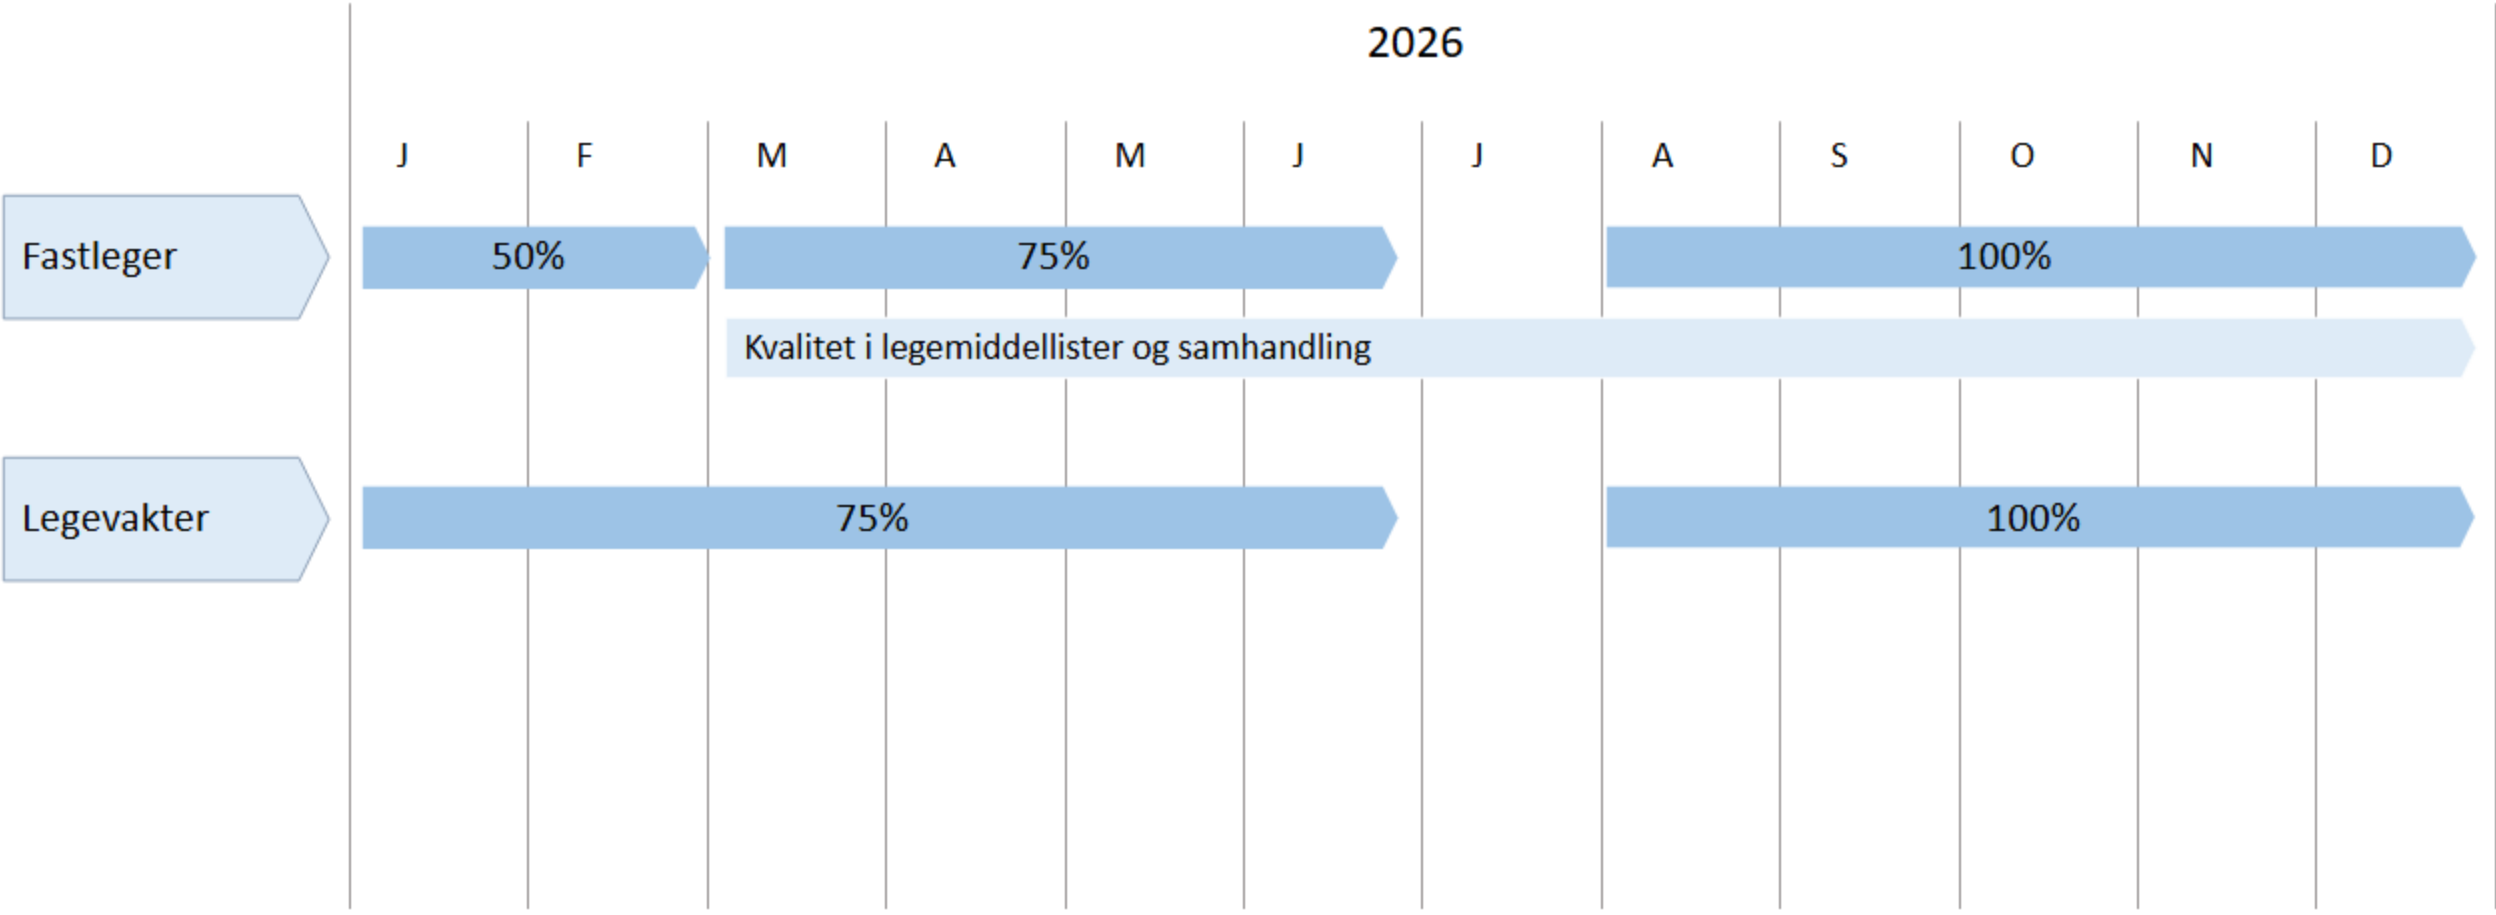 2026
J F M A M J J A S O N D
Fastleger 50% 75% 100%
Kvalitet i legemiddellister og samhandling
Legevakter 75% 100%